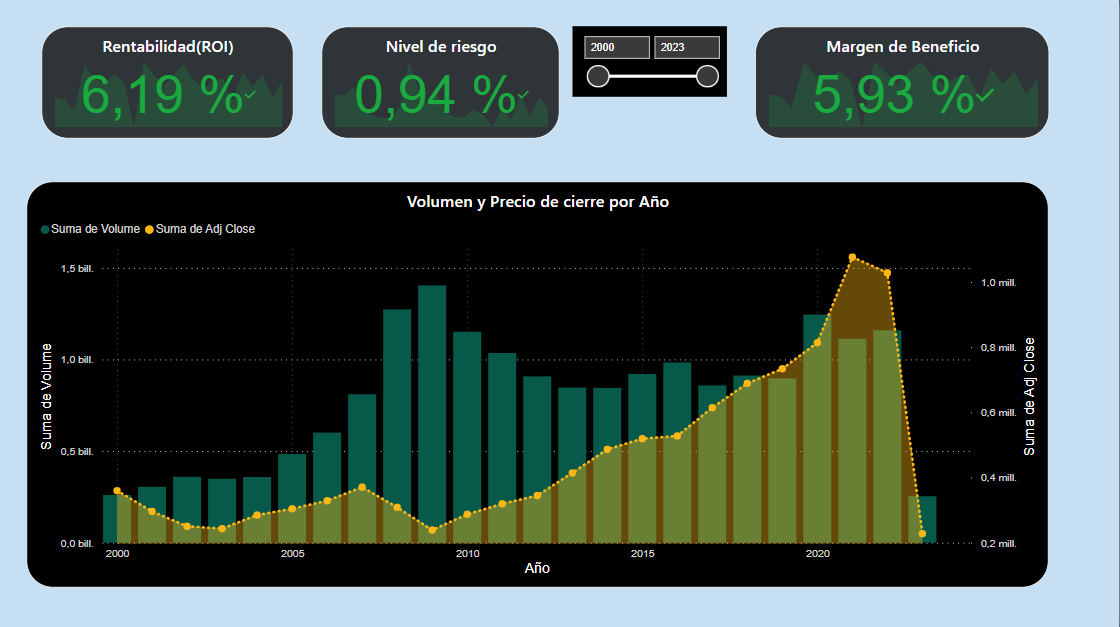 Rentabilidad(ROI)
6,19 %
Nivel de riesgo
0,94 %
2000 2023
Margen de Beneficio
5,93 %
Volumen y Precio de cierre por Año
Suma de Volume Suma de Adj Close
1,5 bill.
1,0 bill.
0,5 bill.
0,0 bill.
Suma de Volume
1,0 mill.
0,8 mill.
0,6 mill.
0,4 mill.
0,2 mill.
Suma de Adj Close
2000 2005 2010 2015 2020
Año